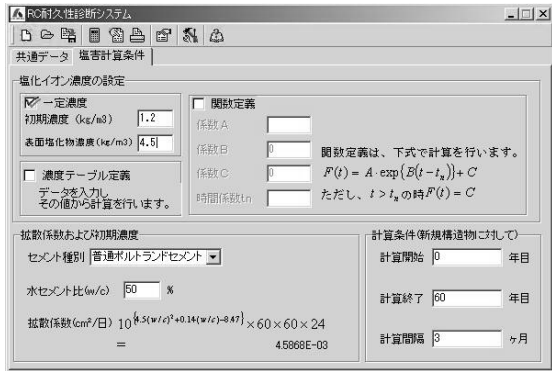 RC耐久性診断システム
共通データ 塩害計算条件
塩化イオン濃度の設定
一定濃度
初期濃度 (kg/m3) 1.2
表面塩化物濃度(kg/m3) 4.5
濃度テーブル定義
データを入力し
その値から計算を行います。
関数定義
係数A
係数B 0
係数C 0
時間係数tn
関数定義は、下式で計算を行います。
F(t) = A·exp{B(t−tₙ)}+C
ただし、t>tₙの時F(t) = C
拡散係数および初期濃度
セメント種別 普通ポルトランドセメント
水セメント比(w/c) 50 %
拡散係数(cm²/日) 10^{4.5(w/c)²+0.14(w/c)−8.47}×60×60×24
= 4.5868E-03
計算条件(新規構造物に対して)
計算開始 0 年目
計算終了 60 年目
計算間隔 3 ヶ月